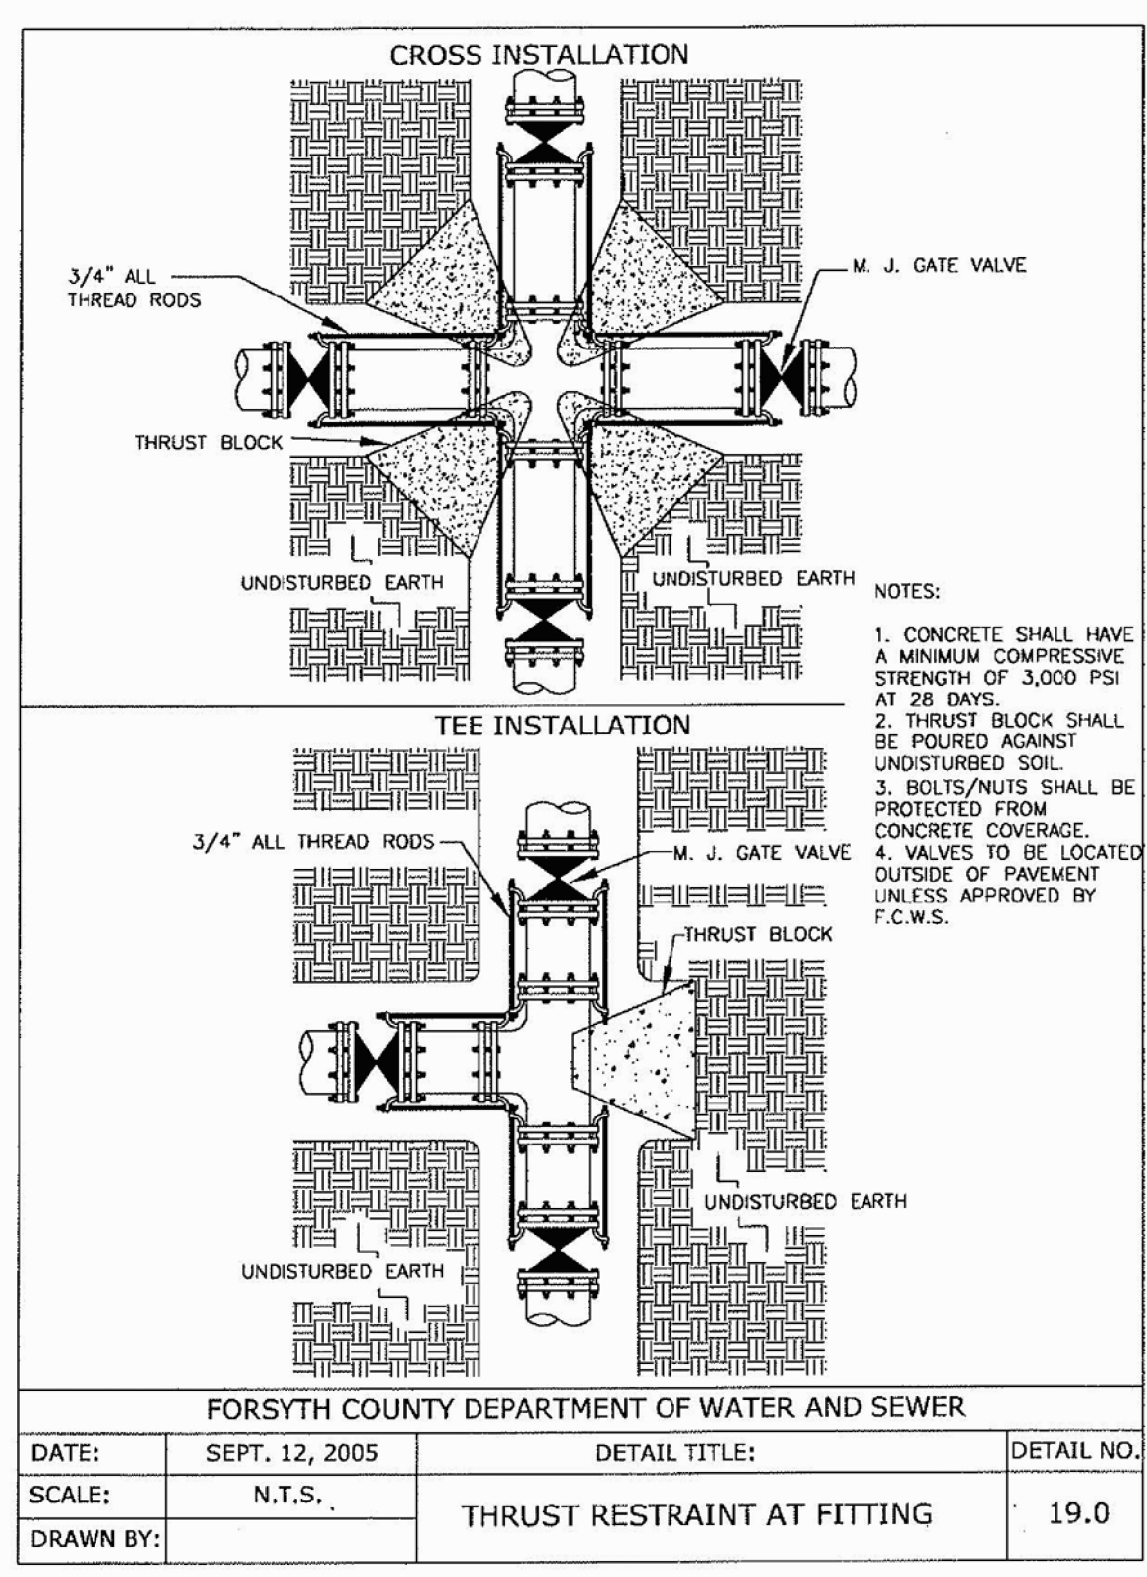 CROSS INSTALLATION
3/4" ALL
THREAD RODS
M. J. GATE VALVE
THRUST BLOCK
UNDISTURBED EARTH
UNDISTURBED EARTH
NOTES:
1. CONCRETE SHALL HAVE
A MINIMUM COMPRESSIVE
STRENGTH OF 3,000 PSI
AT 28 DAYS.
2. THRUST BLOCK SHALL
BE POURED AGAINST
UNDISTURBED SOIL.
3. BOLTS/NUTS SHALL BE
PROTECTED FROM
CONCRETE COVERAGE.
4. VALVES TO BE LOCATED
OUTSIDE OF PAVEMENT
UNLESS APPROVED BY
F.C.W.S.
TEE INSTALLATION
3/4" ALL THREAD RODS
M. J. GATE VALVE
THRUST BLOCK
UNDISTURBED EARTH
UNDISTURBED EARTH
FORSYTH COUNTY DEPARTMENT OF WATER AND SEWER
DATE:
SEPT. 12, 2005
DETAIL TITLE:
DETAIL NO.
SCALE:
N.T.S.
THRUST RESTRAINT AT FITTING
19.0
DRAWN BY: